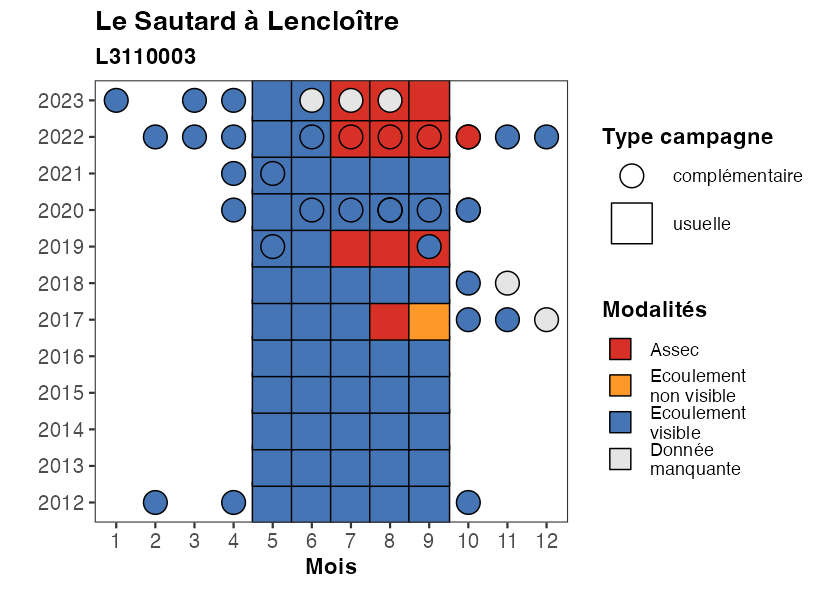 Le Sautard à Lencloître
L3110003
2023
2022
2021
2020
2019
2018
2017
2016
2015
2014
2013
2012
1 2 3 4 5 6 7 8 9 10 11 12
Mois
Type campagne
complémentaire
usuelle
Modalités
Assec
Ecoulement
non visible
Ecoulement
visible
Donnée
manquante